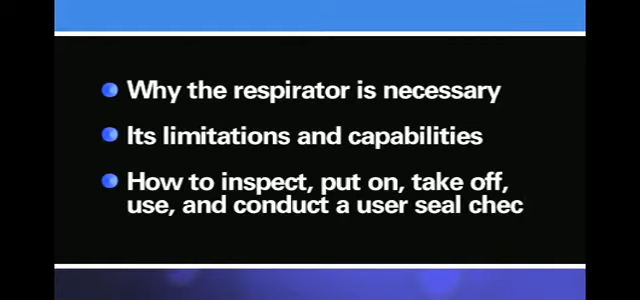 Why the respirator is necessary
Its limitations and capabilities
How to inspect, put on, take off,
use, and conduct a user seal chec